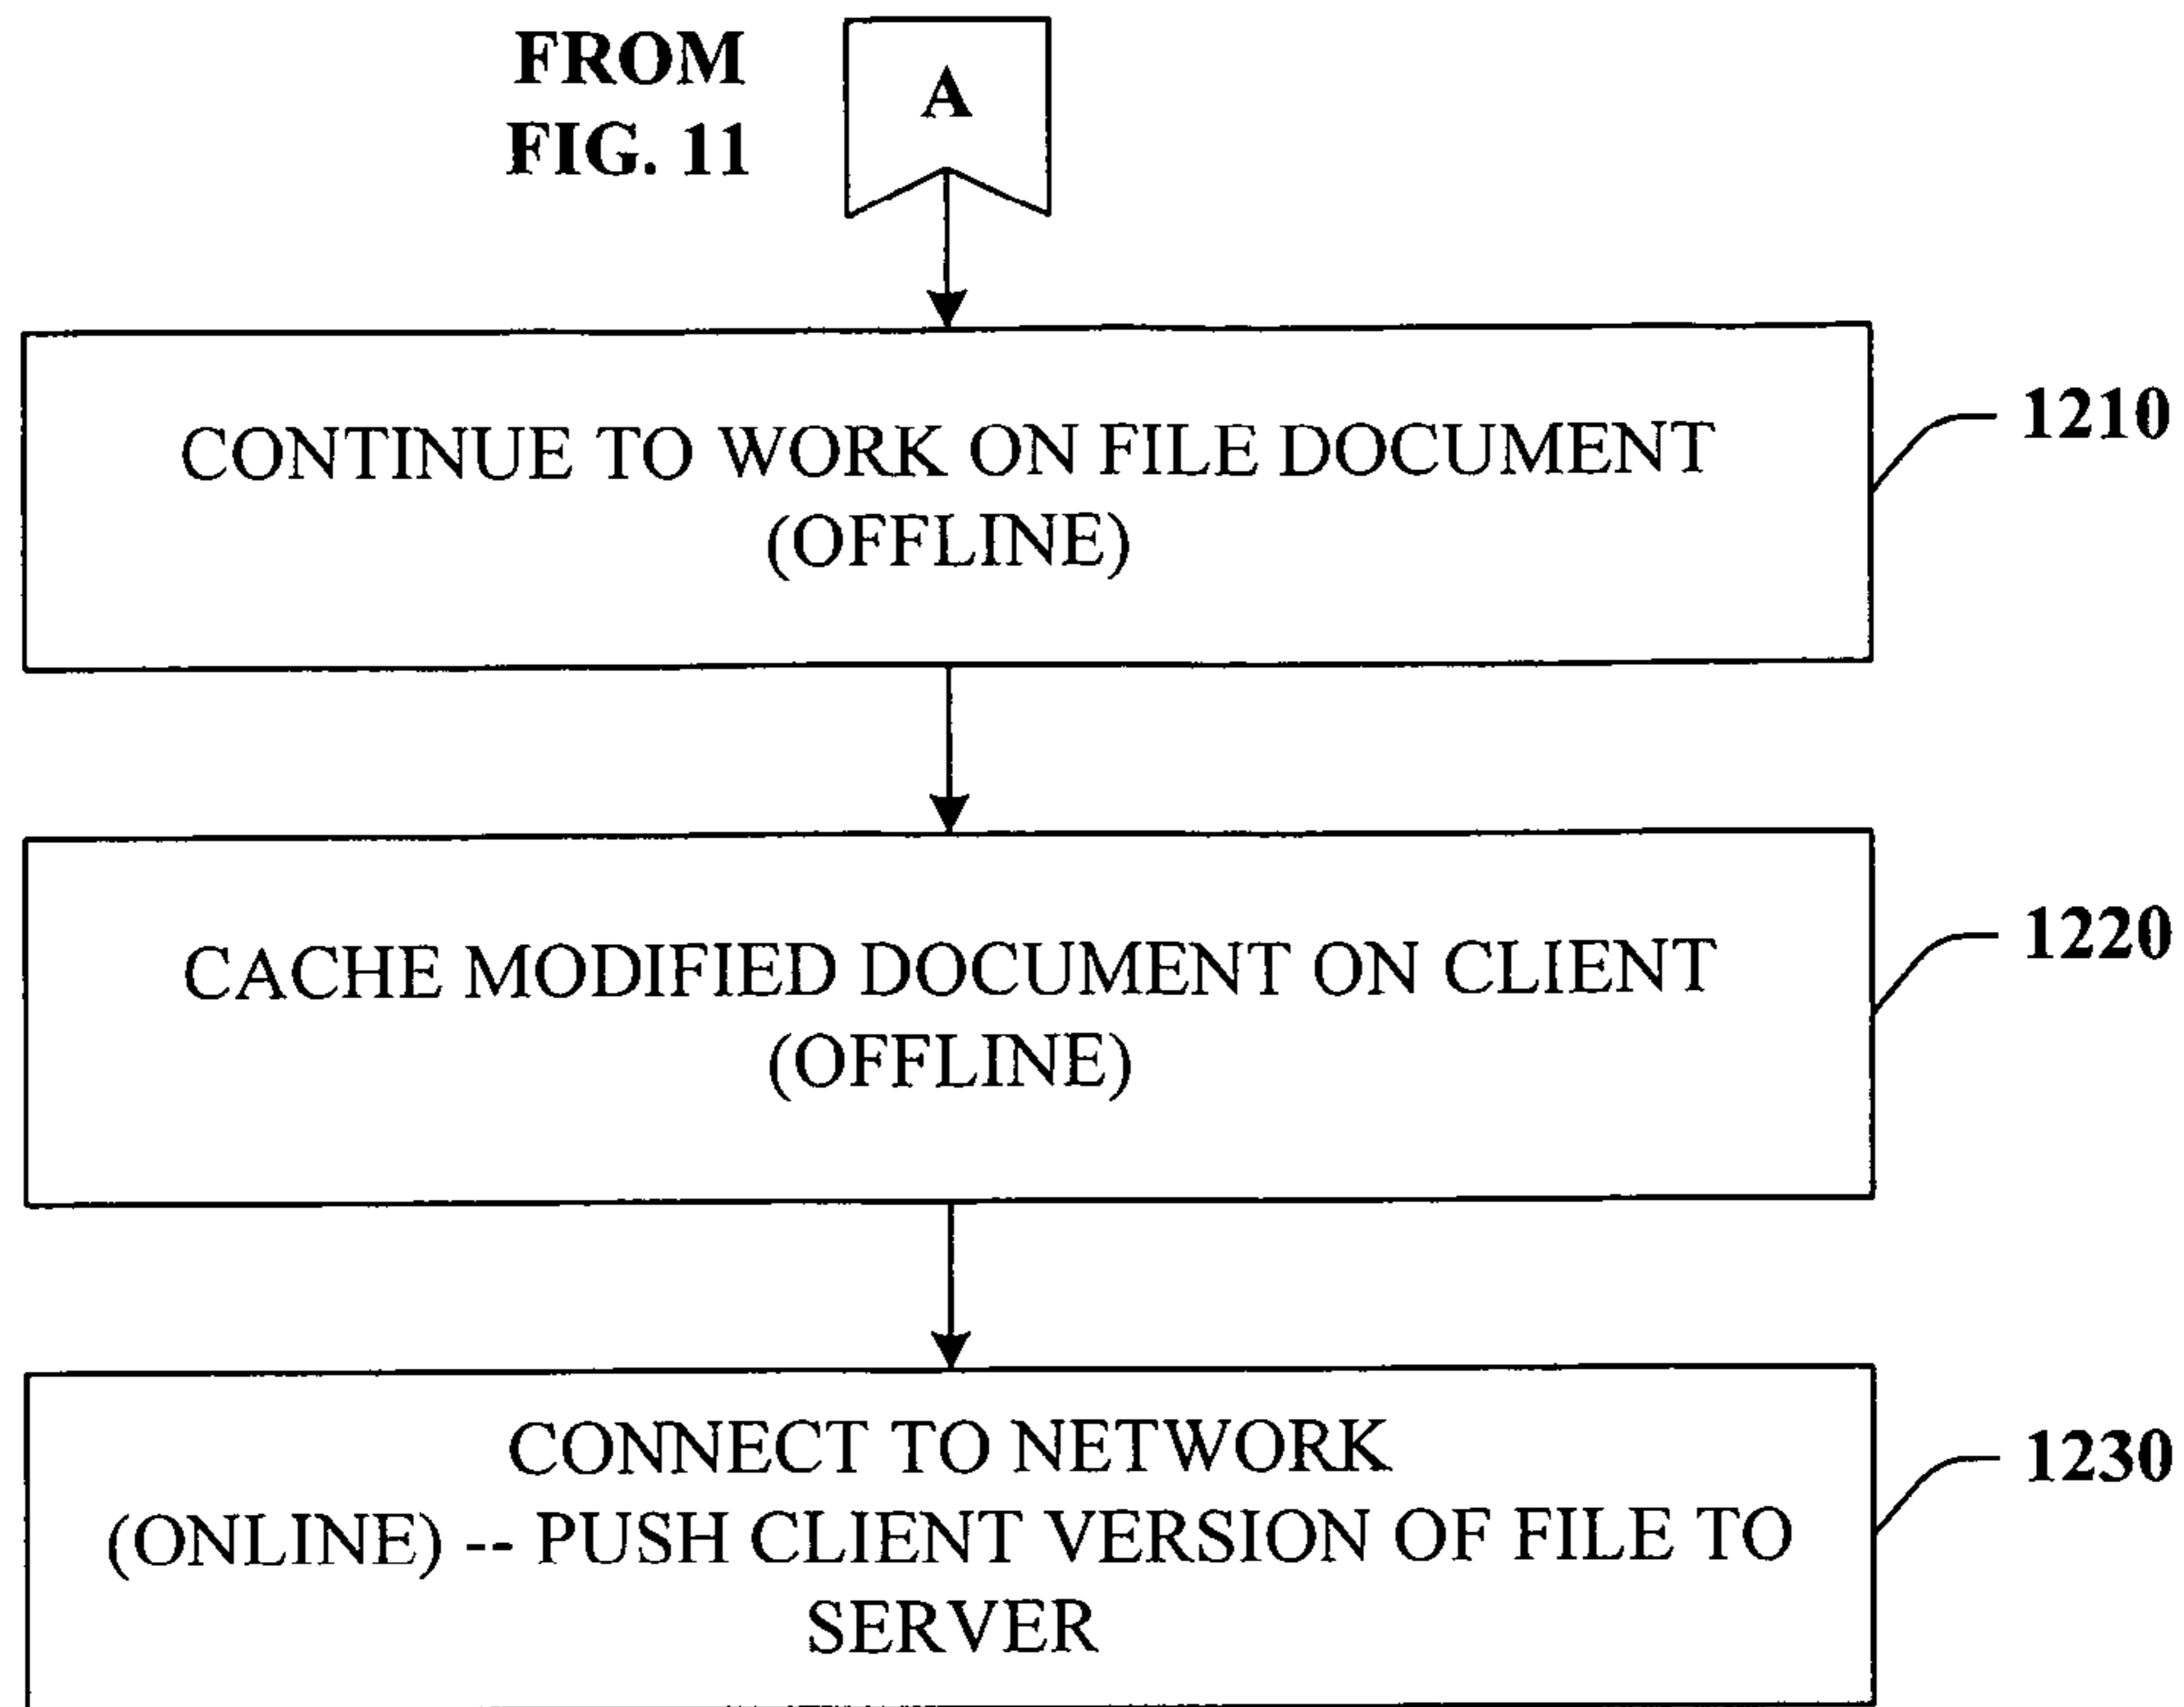 FROM
FIG. 11
A
CONTINUE TO WORK ON FILE DOCUMENT
(OFFLINE)
1210
CACHE MODIFIED DOCUMENT ON CLIENT
(OFFLINE)
1220
CONNECT TO NETWORK
(ONLINE) -- PUSH CLIENT VERSION OF FILE TO
SERVER
1230